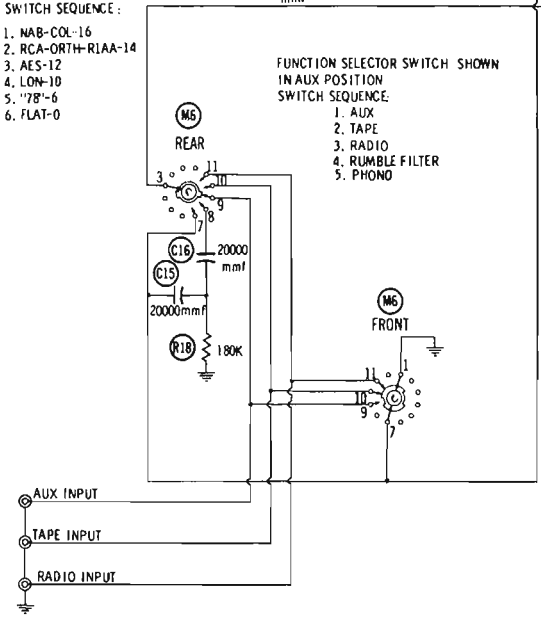 SWITCH SEQUENCE:
1. NAB-COL-16
2. RCA-ORTH-RIAA-14
3. AES-12
4. LON-10
5. "78"-6
6. FLAT-0
FUNCTION SELECTOR SWITCH SHOWN
IN AUX POSITION
SWITCH SEQUENCE:
1. AUX
2. TAPE
3. RADIO
4. RUMBLE FILTER
5. PHONO
M6
REAR
3
11
10
9
8
7
C16
20000
mmf
C15
20000mmf
R18
180K
M6
FRONT
11
1
10
9
7
AUX INPUT
TAPE INPUT
RADIO INPUT